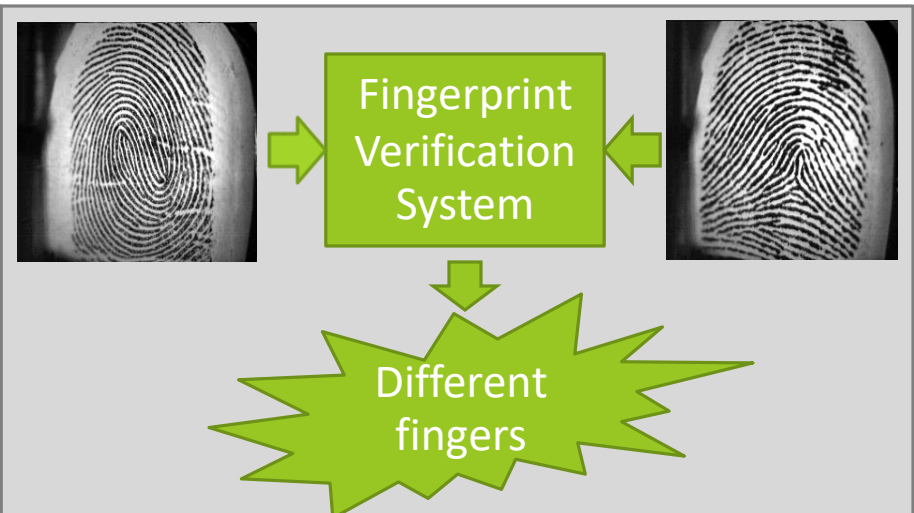 Fingerprint
Verification
System
Different
fingers